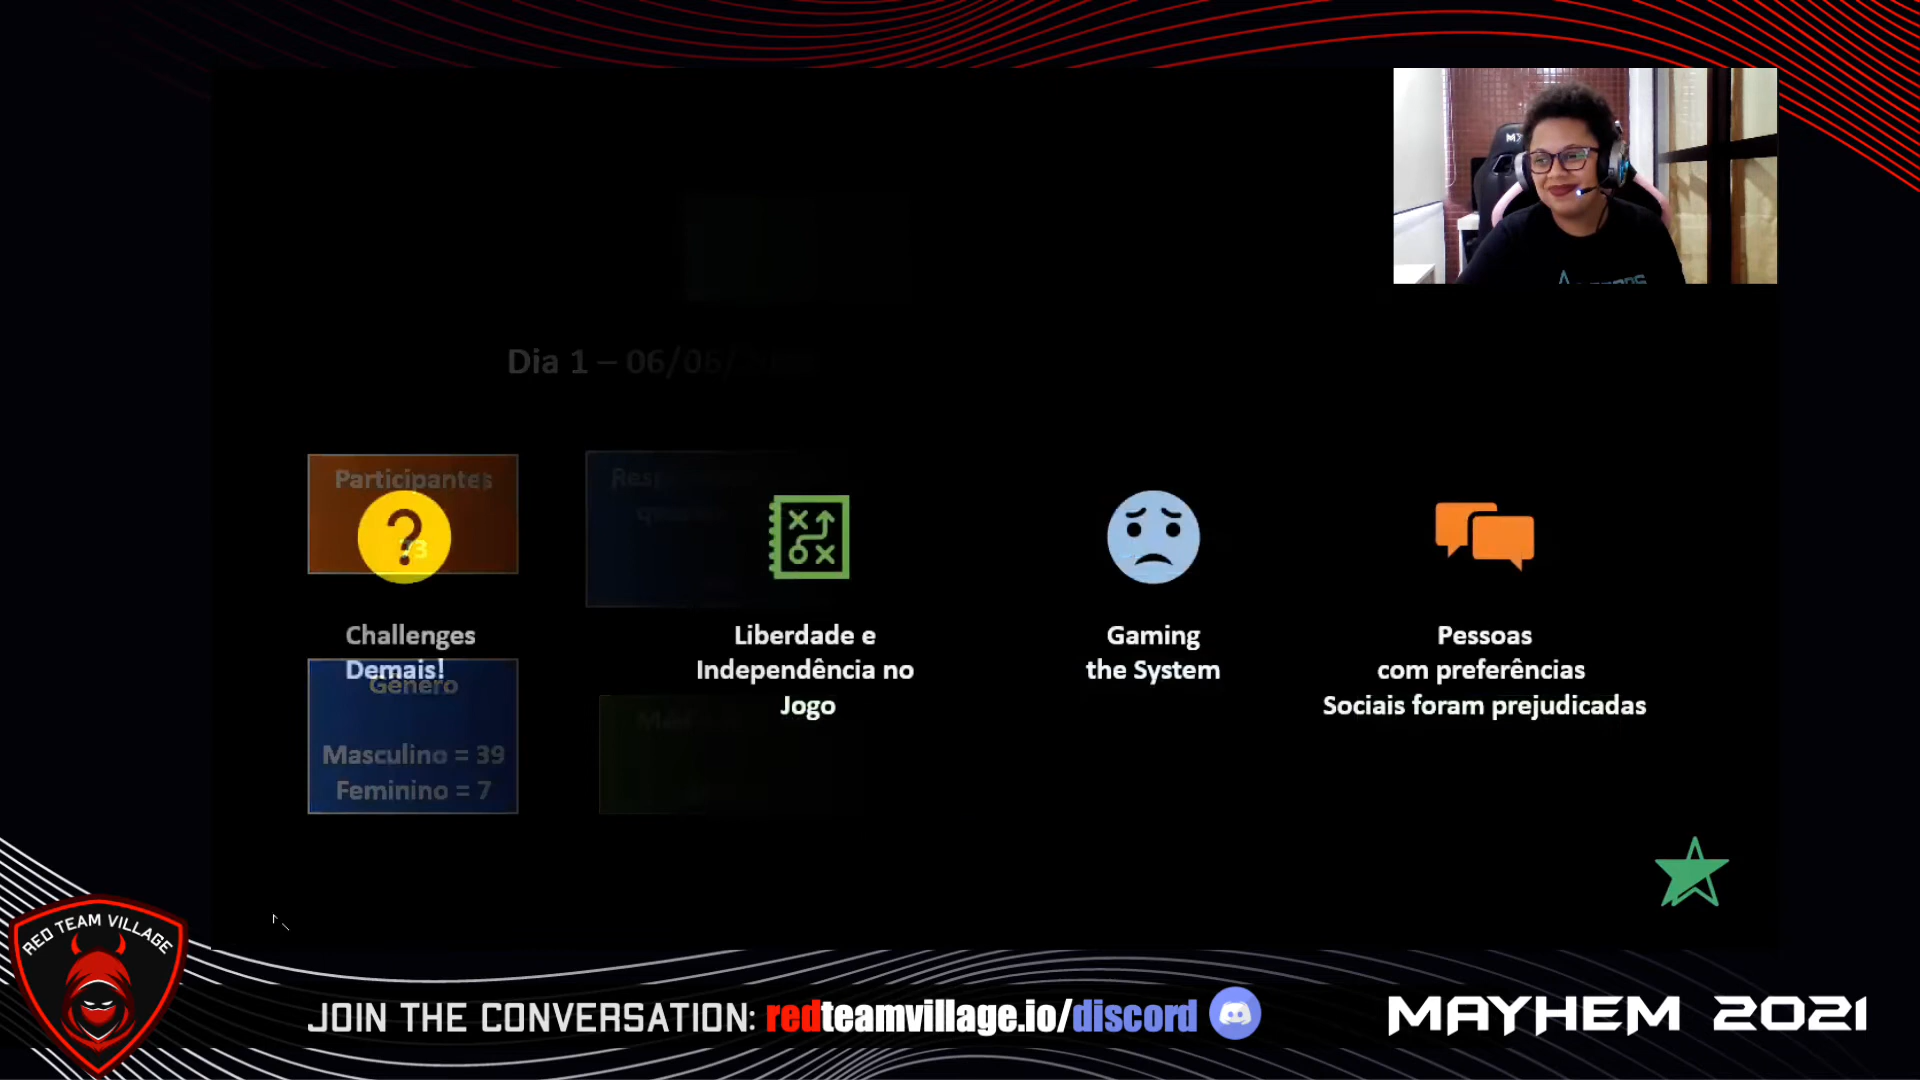 Dia 1 – 06/06/
Participantes
73
Challenges
Demais!
Liberdade e
Independência no
Jogo
Gaming
the System
Pessoas
com preferências
Sociais foram prejudicadas
Gênero
Masculino = 39
Feminino = 7
RED TEAM VILLAGE
JOIN THE CONVERSATION: redteamvillage.io/discord
MAYHEM 2021